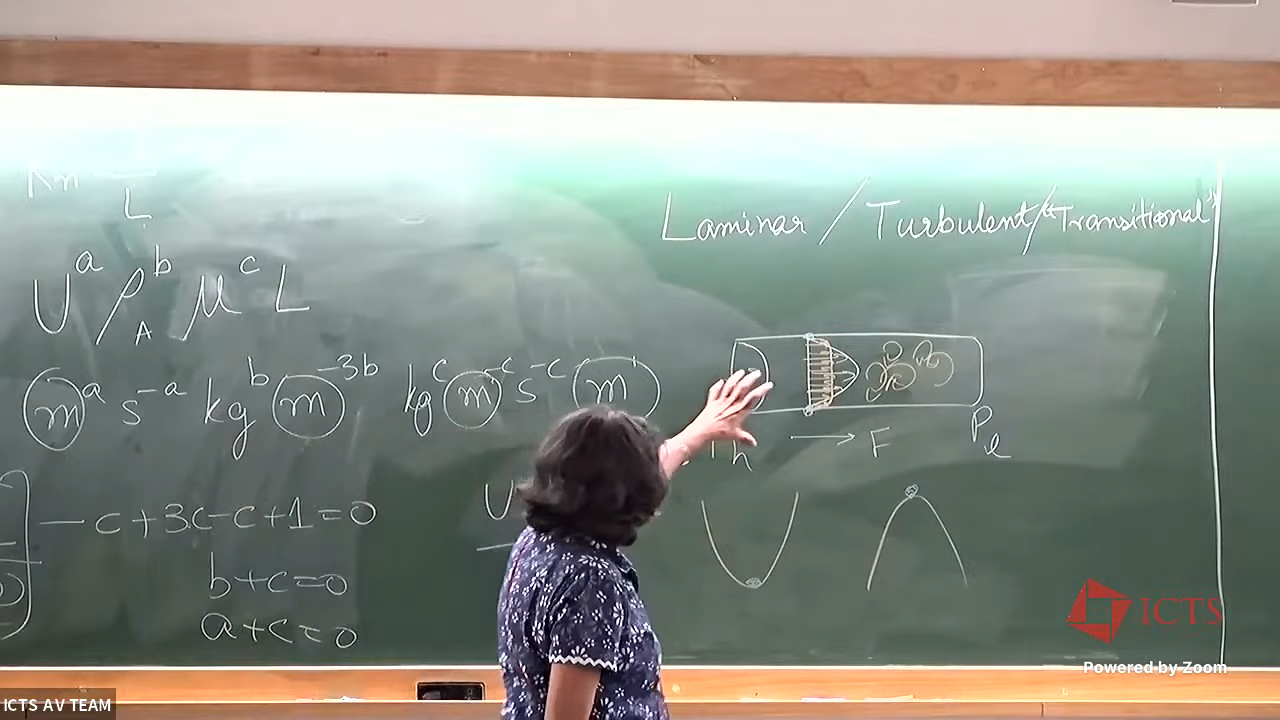 L
U^a ρ_A^b μ^c L
m^a s^-a kg^b m^-3b kg^c m^-c s^-c m^1
-c+3c-c+1=0
b+c=0
a+c=0
U
Laminar / Turbulent / "Transitional"
h
F
P_l
ICTS
Powered by Zoom
ICTS AV TEAM